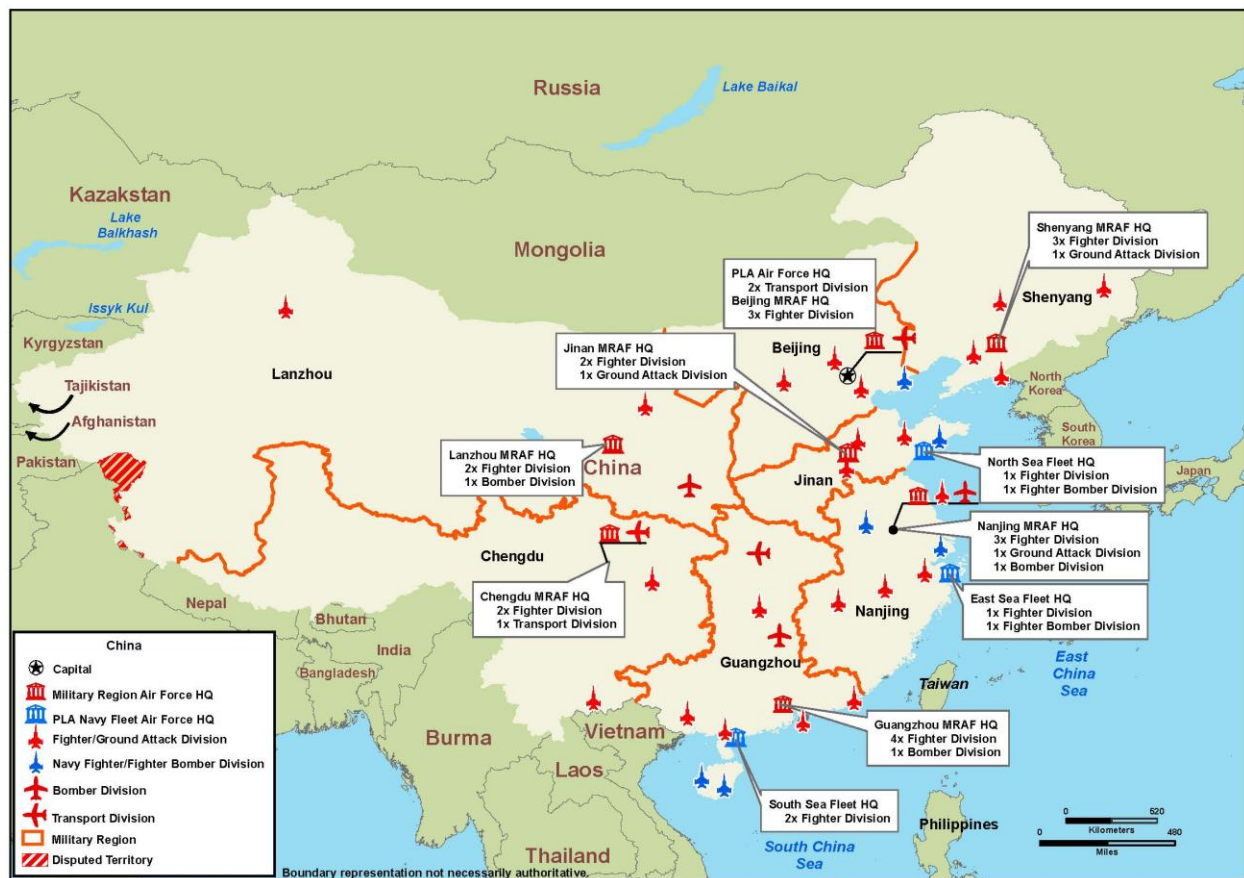 Russia
Lake Baikal
Kazakstan
Lake
Balkhash
Mongolia
Issyk Kul
Kyrgyzstan
Tajikistan
Afghanistan
Pakistan
Lanzhou
Shenyang MRAF HQ
3x Fighter Division
1x Ground Attack Division
Shenyang
PLA Air Force HQ
2x Transport Division
Beijing MRAF HQ
3x Fighter Division
Beijing
Jinan MRAF HQ
2x Fighter Division
1x Ground Attack Division
North
Korea
South
Korea
Japan
Lanzhou MRAF HQ
2x Fighter Division
1x Bomber Division
China
Jinan
North Sea Fleet HQ
1x Fighter Division
1x Fighter Bomber Division
Nanjing MRAF HQ
3x Fighter Division
1x Ground Attack Division
1x Bomber Division
Chengdu
Chengdu MRAF HQ
2x Fighter Division
1x Transport Division
Nanjing
East Sea Fleet HQ
1x Fighter Division
1x Fighter Bomber Division
Nepal
Bhutan
India
Bangladesh
Guangzhou
East
China
Sea
Taiwan
Burma
Vietnam
Laos
Guangzhou MRAF HQ
4x Fighter Division
1x Bomber Division
South Sea Fleet HQ
2x Fighter Division
Philippines
South China
Sea
Thailand
China
Capital
Military Region Air Force HQ
PLA Navy Fleet Air Force HQ
Fighter/Ground Attack Division
Navy Fighter/Fighter Bomber Division
Bomber Division
Transport Division
Military Region
Disputed Territory
0 520
Kilometers
0 480
Miles
Boundary representation not necessarily authoritative.